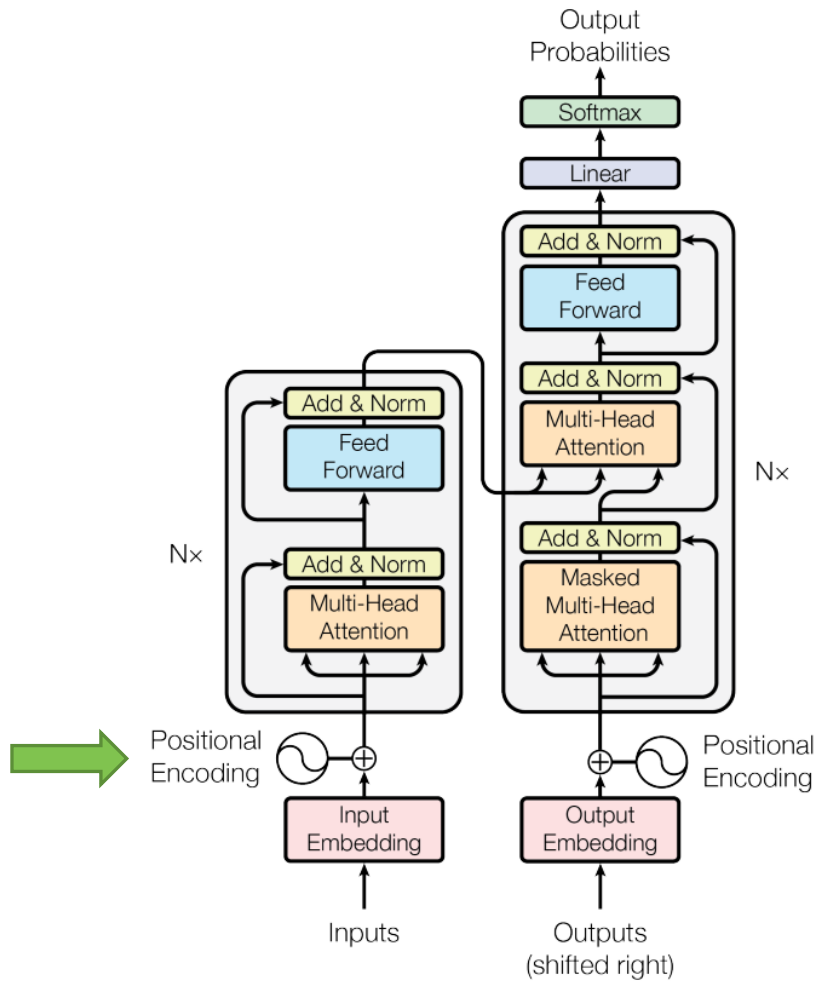 Output
Probabilities
Softmax
Linear
Add & Norm
Feed
Forward
Add & Norm
Multi-Head
Attention
Add & Norm
Masked
Multi-Head
Attention
Nx
Add & Norm
Feed
Forward
Add & Norm
Multi-Head
Attention
Nx
Positional
Encoding
Positional
Encoding
Input
Embedding
Output
Embedding
Inputs
Outputs
(shifted right)